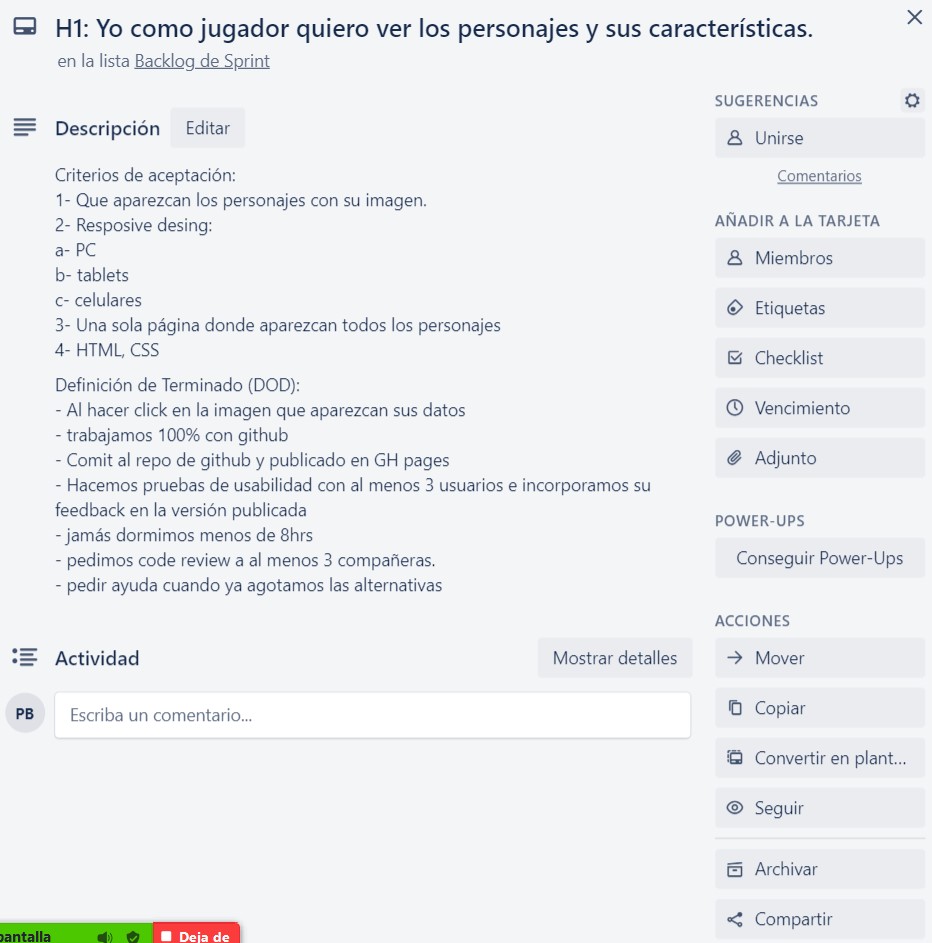 H1: Yo como jugador quiero ver los personajes y sus características.
en la lista Backlog de Sprint
Descripción
Editar
Criterios de aceptación:
1- Que aparezcan los personajes con su imagen.
2- Resposive desing:
a- PC
b- tablets
c- celulares
3- Una sola página donde aparezcan todos los personajes
4- HTML, CSS
Definición de Terminado (DOD):
- Al hacer click en la imagen que aparezcan sus datos
- trabajamos 100% con github
- Comit al repo de github y publicado en GH pages
- Hacemos pruebas de usabilidad con al menos 3 usuarios e incorporamos su
feedback en la versión publicada
- jamás dormimos menos de 8hrs
- pedimos code review a al menos 3 compañeras.
- pedir ayuda cuando ya agotamos las alternativas
Actividad
Mostrar detalles
PB
Escriba un comentario...
SUGERENCIAS
Unirse
Comentarios
AÑADIR A LA TARJETA
Miembros
Etiquetas
Checklist
Vencimiento
Adjunto
POWER-UPS
Conseguir Power-Ups
ACCIONES
Mover
Copiar
Convertir en plant...
Seguir
Archivar
Compartir
pantalla
Deja de